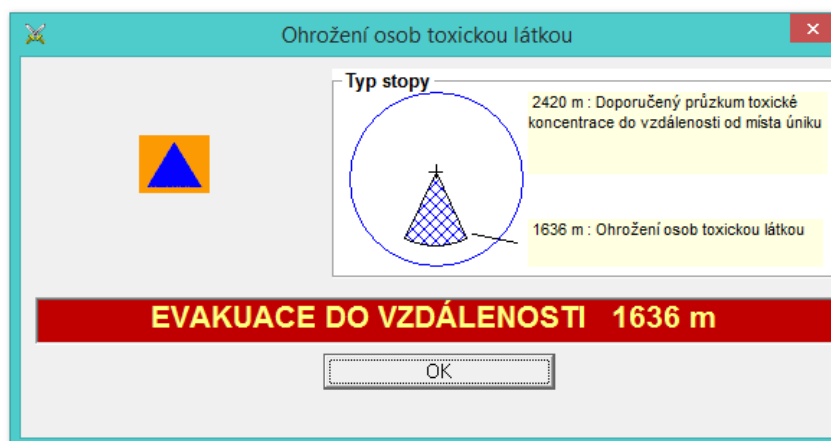 Ohrožení osob toxickou látkou
Typ stopy
2420 m : Doporučený průzkum toxické
koncentrace do vzdálenosti od místa úniku
1636 m : Ohrožení osob toxickou látkou
EVAKUACE DO VZDÁLENOSTI 1636 m
OK